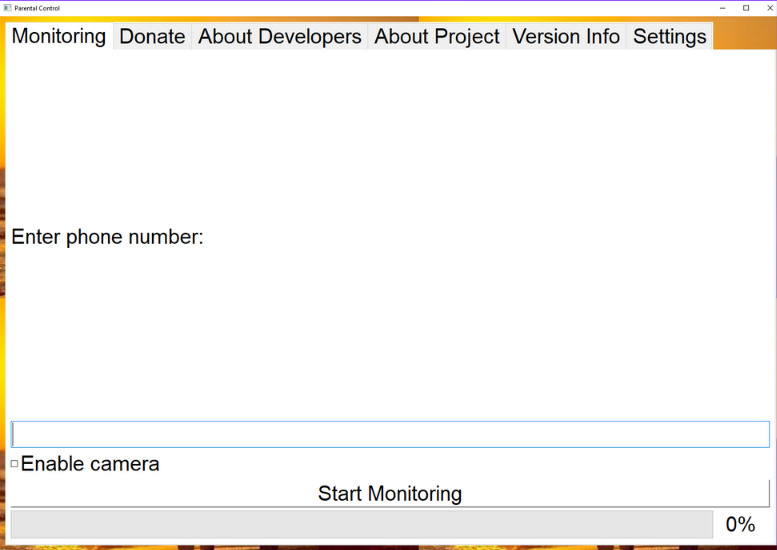 Parental Control
Monitoring Donate About Developers About Project Version Info Settings
Enter phone number:
Enable camera
Start Monitoring
0%